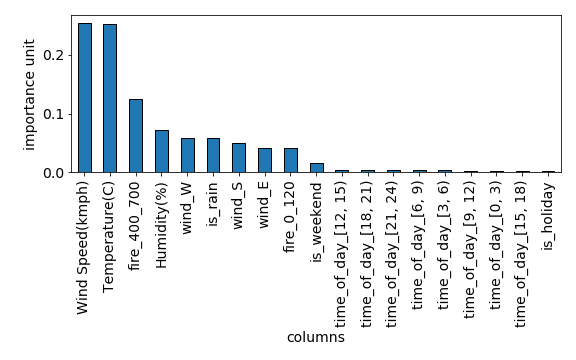 importance unit
0.2
0.1
0.0
Wind Speed(kmph)
Temperature(C)
fire_400_700
Humidity(%)
wind_W
is_rain
wind_S
wind_E
fire_0_120
is_weekend
time_of_day_[12, 15)
time_of_day_[18, 21)
time_of_day_[21, 24)
time_of_day_[6, 9)
time_of_day_[3, 6)
time_of_day_[9, 12)
time_of_day_[0, 3)
time_of_day_[15, 18)
is_holiday
columns